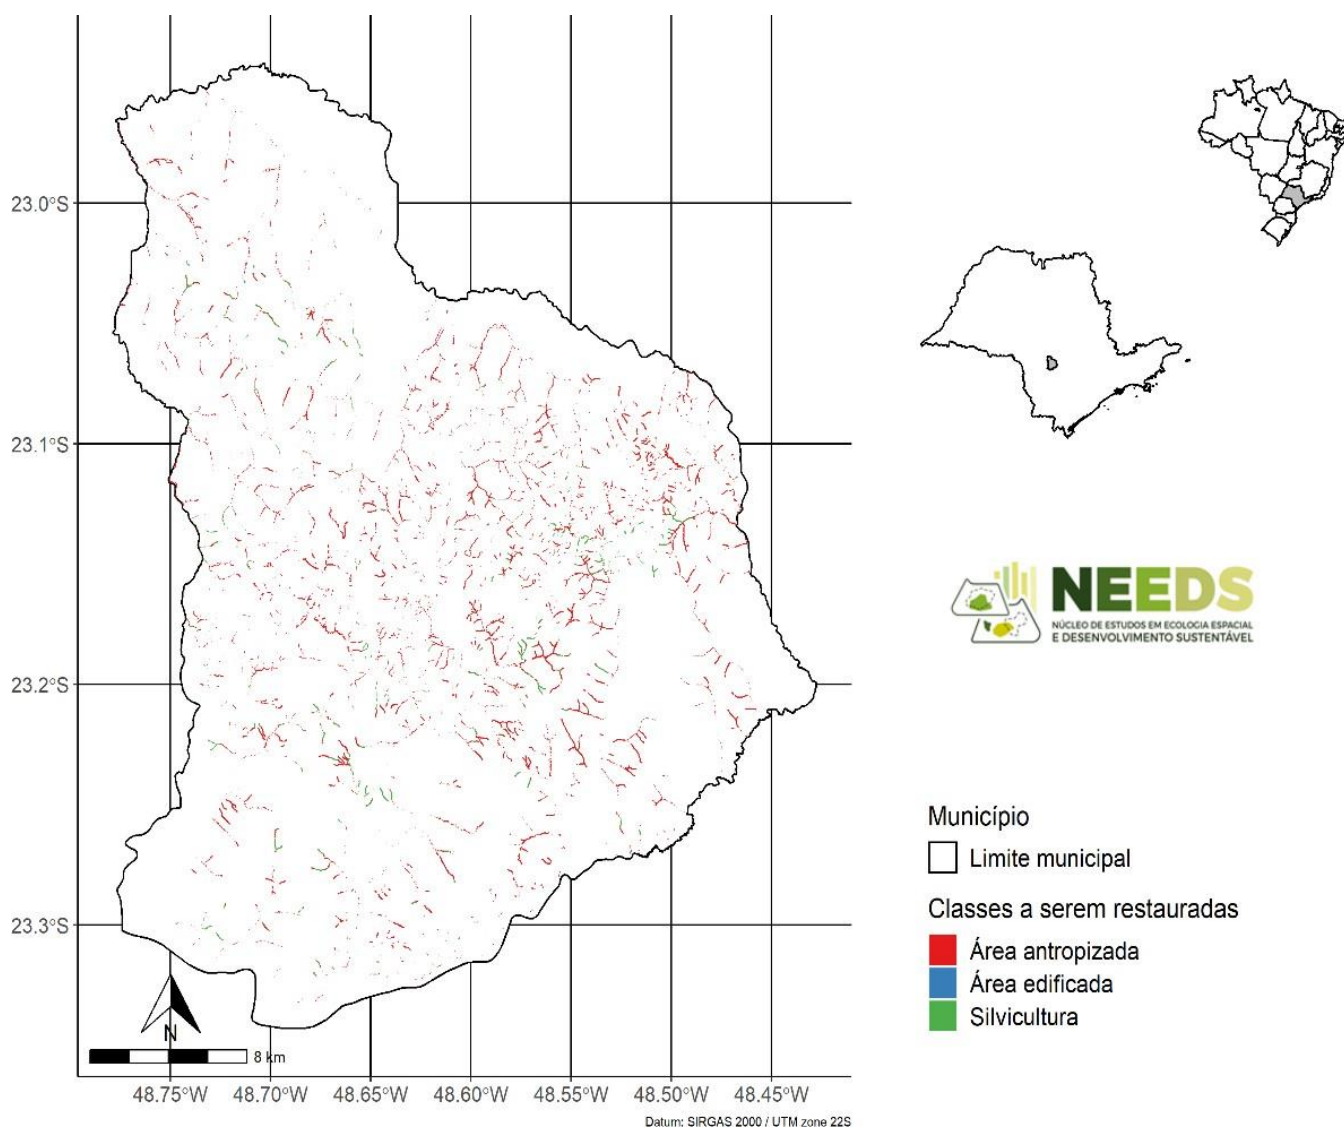 23.0°S
23.1°S
23.2°S
23.3°S
N
8 km
48.75°W 48.70°W 48.65°W 48.60°W 48.55°W 48.50°W 48.45°W
Datum: SIRGAS 2000 / UTM zone 22S
NEEDS
NÚCLEO DE ESTUDOS EM ECOLOGIA ESPACIAL
E DESENVOLVIMENTO SUSTENTÁVEL
Município
Limite municipal
Classes a serem restauradas
Área antropizada
Área edificada
Silvicultura